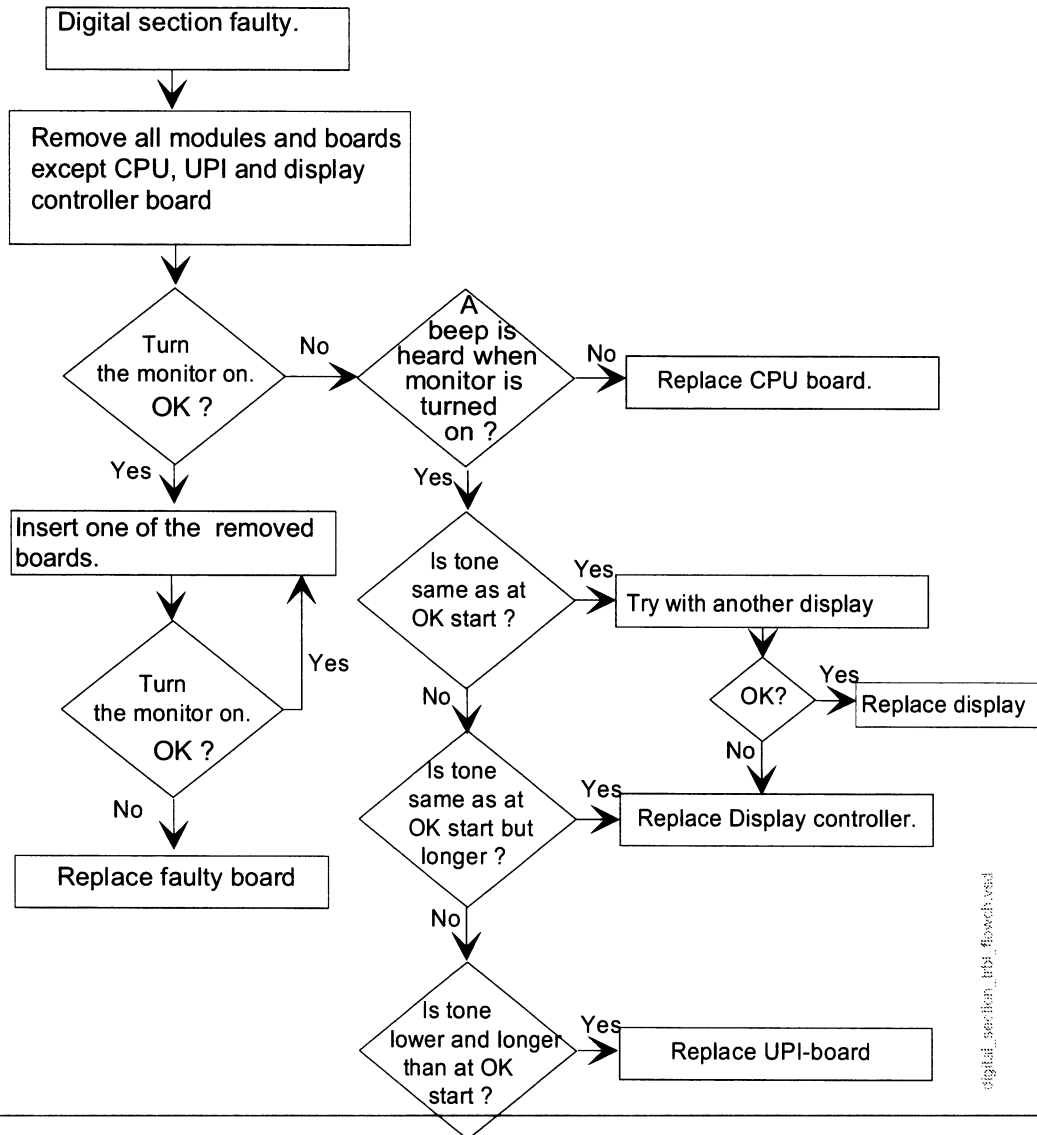 Digital section faulty.
Remove all modules and boards
except CPU, UPI and display
controller board
Turn
the monitor on.
OK ?
No
A
beep is
heard when
monitor is
turned
on ?
No
Replace CPU board.
Yes
Insert one of the removed
boards.
Yes
Turn
the monitor on.
OK ?
No
Replace faulty board
Yes
Is tone
same as at
OK start ?
Yes
Try with another display
OK?
Yes
Replace display
No
No
Is tone
same as at
OK start but
longer ?
Yes
Replace Display controller.
No
Is tone
lower and longer
than at OK
start ?
Yes
Replace UPI-board
digital_section_trbl_flowch.vsd